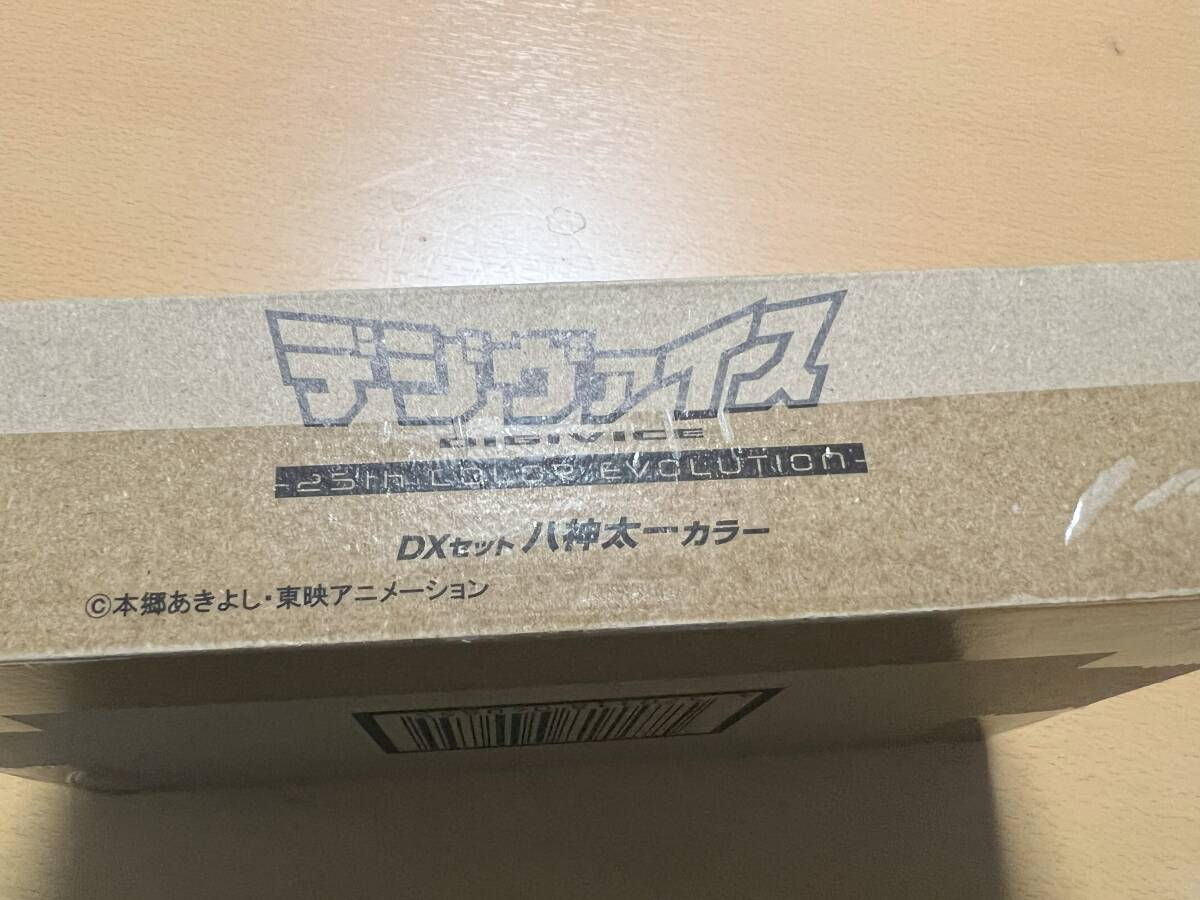 デジヴァイス
DIGIVICE
-25th COLOR EVOLUTION-
DXセット 八神太一カラー
©本郷あきよし・東映アニメーション